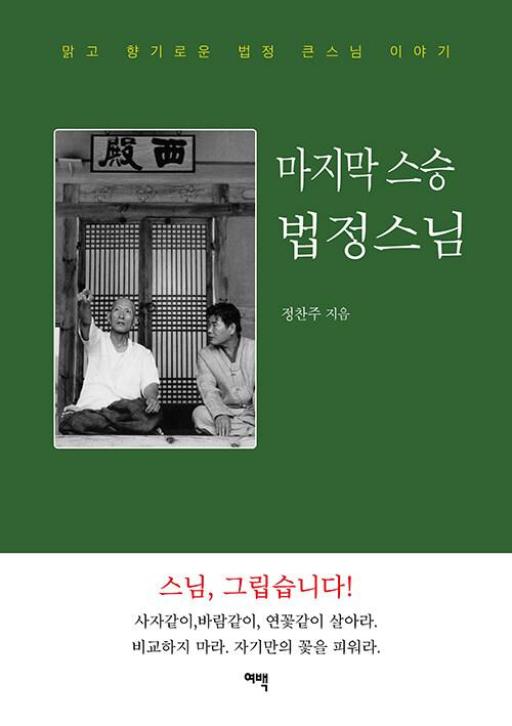 맑고 향기로운 법정 큰스님 이야기
殿西
마지막 스승
법정스님
정찬주 지음
스님, 그립습니다!
사자같이,바람같이, 연꽃같이 살아라.
비교하지 마라. 자기만의 꽃을 피워라.
여백